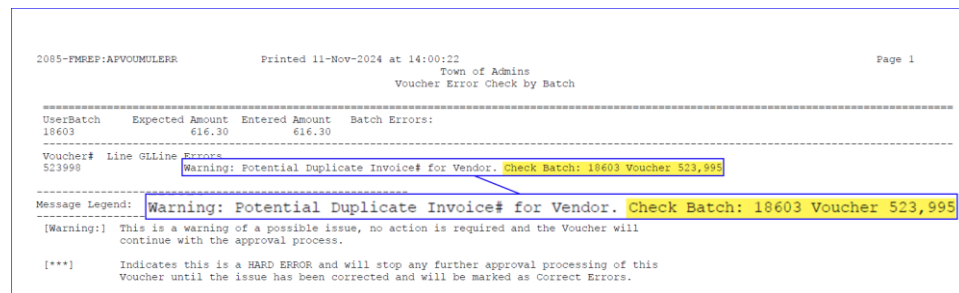 2085-FMREP:APVOUMULERR Printed 11-Nov-2024 at 14:00:22 Page 1
Town of Admins
Voucher Error Check by Batch
UserBatch Expected Amount Entered Amount Batch Errors:
18603 616.30 616.30
Voucher# Line GLLine Errors
523998 Warning: Potential Duplicate Invoice# for Vendor. Check Batch: 18603 Voucher 523,995
Message Legend: Warning: Potential Duplicate Invoice# for Vendor. Check Batch: 18603 Voucher 523,995
[Warning:] This is a warning of a possible issue, no action is required and the Voucher will
continue with the approval process.
[***] Indicates this is a HARD ERROR and will stop any further approval processing of this
Voucher until the issue has been corrected and will be marked as Correct Errors.